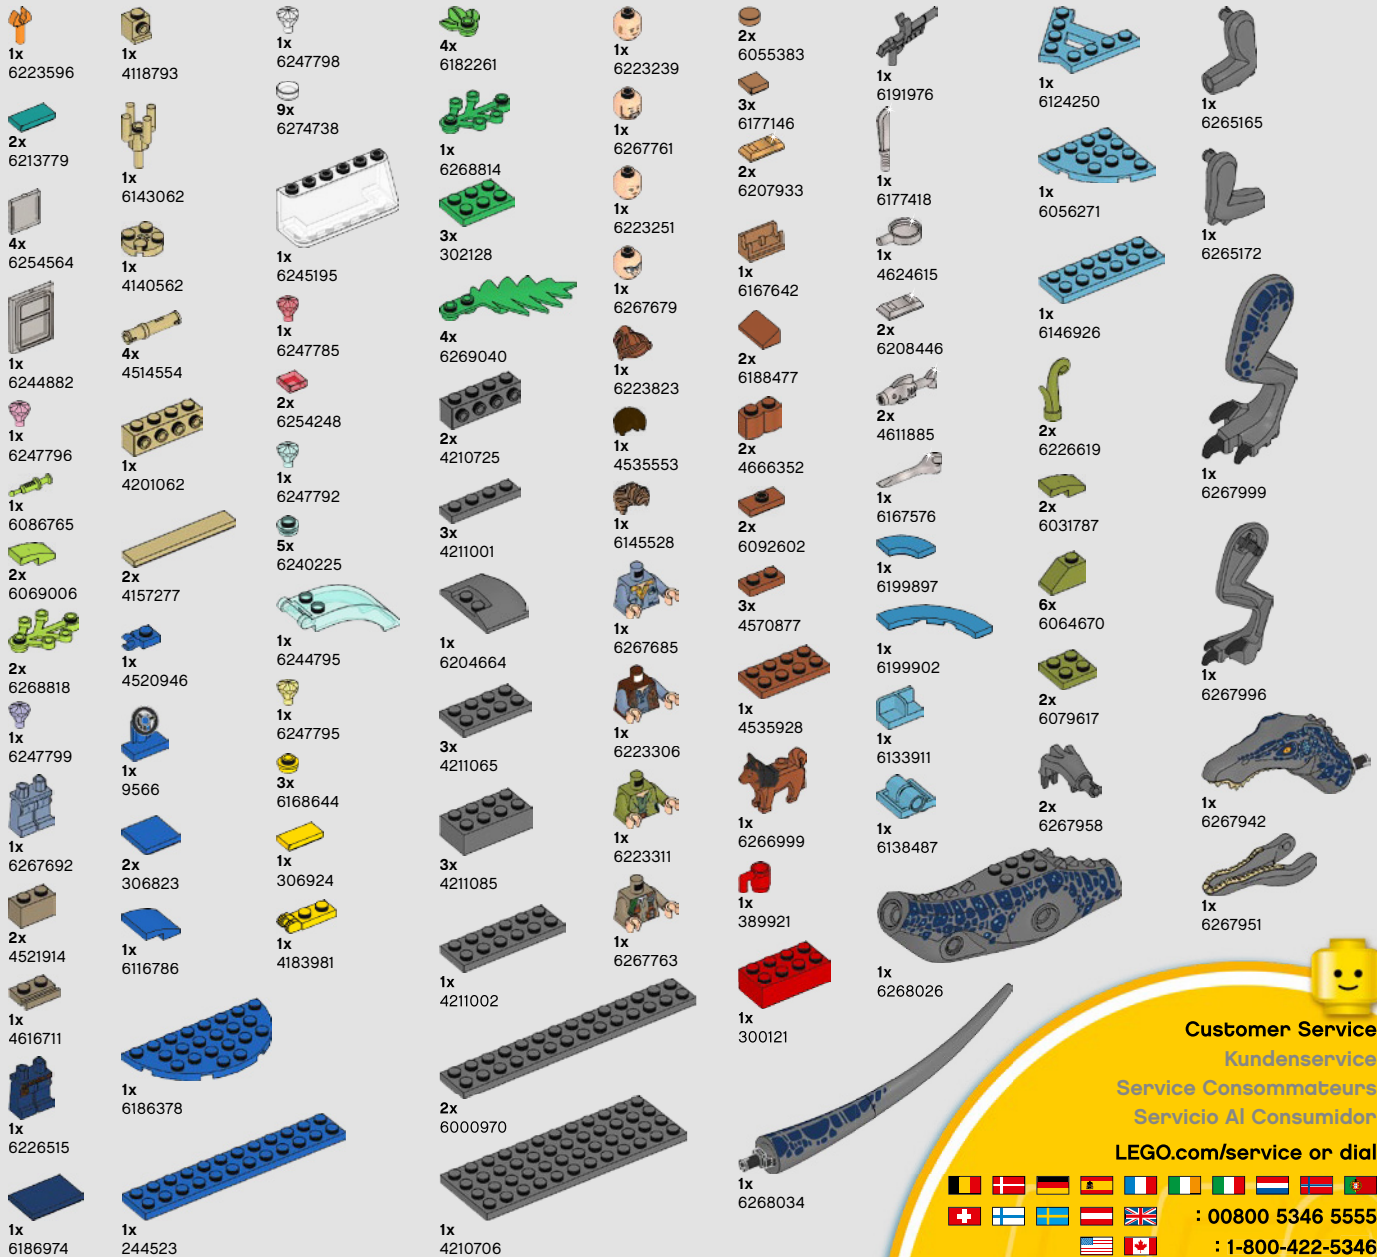 1x
6223596
2x
6213779
4x
6254564
1x
6244882
1x
6247796
1x
6086765
2x
6069006
2x
6268818
1x
6247799
1x
6267692
2x
4521914
1x
4616711
1x
6226515
1x
6186974
1x
4118793
1x
6143062
1x
4140562
4x
4514554
1x
4201062
2x
4157277
1x
4520946
1x
9566
2x
306823
1x
6116786
1x
6186378
1x
244523
1x
6247798
9x
6274738
1x
6245195
1x
6247785
2x
6254248
1x
6247792
5x
6240225
1x
6244795
1x
6247795
3x
6168644
1x
306924
1x
4183981
4x
6182261
1x
6268814
3x
302128
4x
6269040
2x
4210725
3x
4211001
1x
6204664
3x
4211065
3x
4211085
1x
4211002
2x
6000970
1x
4210706
1x
6223239
1x
6267761
1x
6223251
1x
6267679
1x
6223823
1x
4535553
1x
6145528
1x
6267685
1x
6223306
1x
6223311
1x
6267763
2x
6055383
3x
6177146
2x
6207933
1x
6167642
2x
6188477
2x
4666352
2x
6092602
3x
4570877
1x
4535928
1x
6266999
1x
389921
1x
300121
1x
6268034
1x
6191976
1x
6177418
1x
4624615
2x
6208446
2x
4611885
1x
6167576
1x
6199897
1x
6199902
1x
6133911
1x
6138487
1x
6268026
1x
6124250
1x
6056271
1x
6146926
2x
6226619
2x
6031787
6x
6064670
2x
6079617
2x
6267958
1x
6265165
1x
6265172
1x
6267999
1x
6267996
1x
6267942
1x
6267951
Customer Service
Kundenservice
Service Consommateurs
Servicio Al Consumidor
LEGO.com/service or dial
: 00800 5346 5555
: 1-800-422-5346